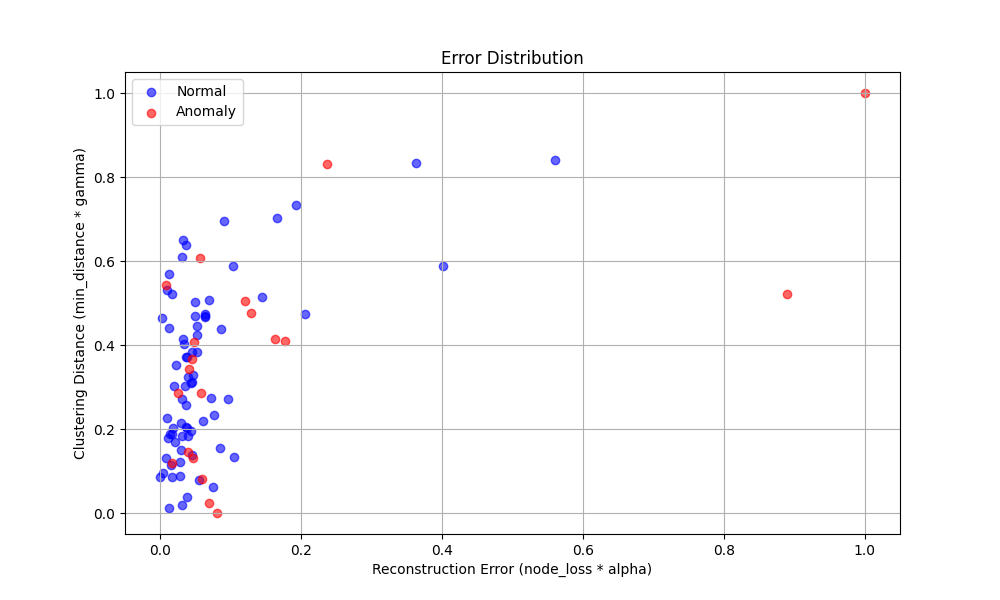 Error Distribution
Normal
Anomaly
Clustering Distance (min_distance * gamma)
1.0
0.8
0.6
0.4
0.2
0.0
0.0 0.2 0.4 0.6 0.8 1.0
Reconstruction Error (node_loss * alpha)